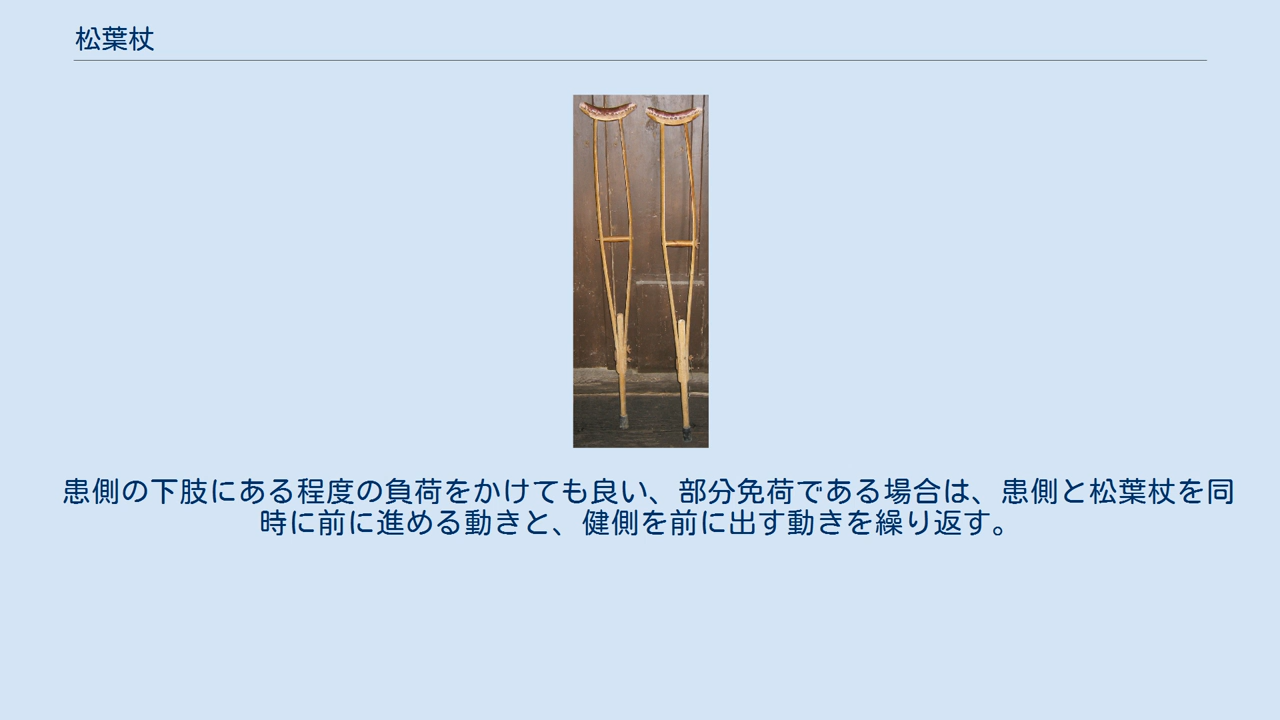 松葉杖
患側の下肢にある程度の負荷をかけても良い、部分免荷である場合は、患側と松葉杖を同
時に前に進める動きと、健側を前に出す動きを繰り返す。